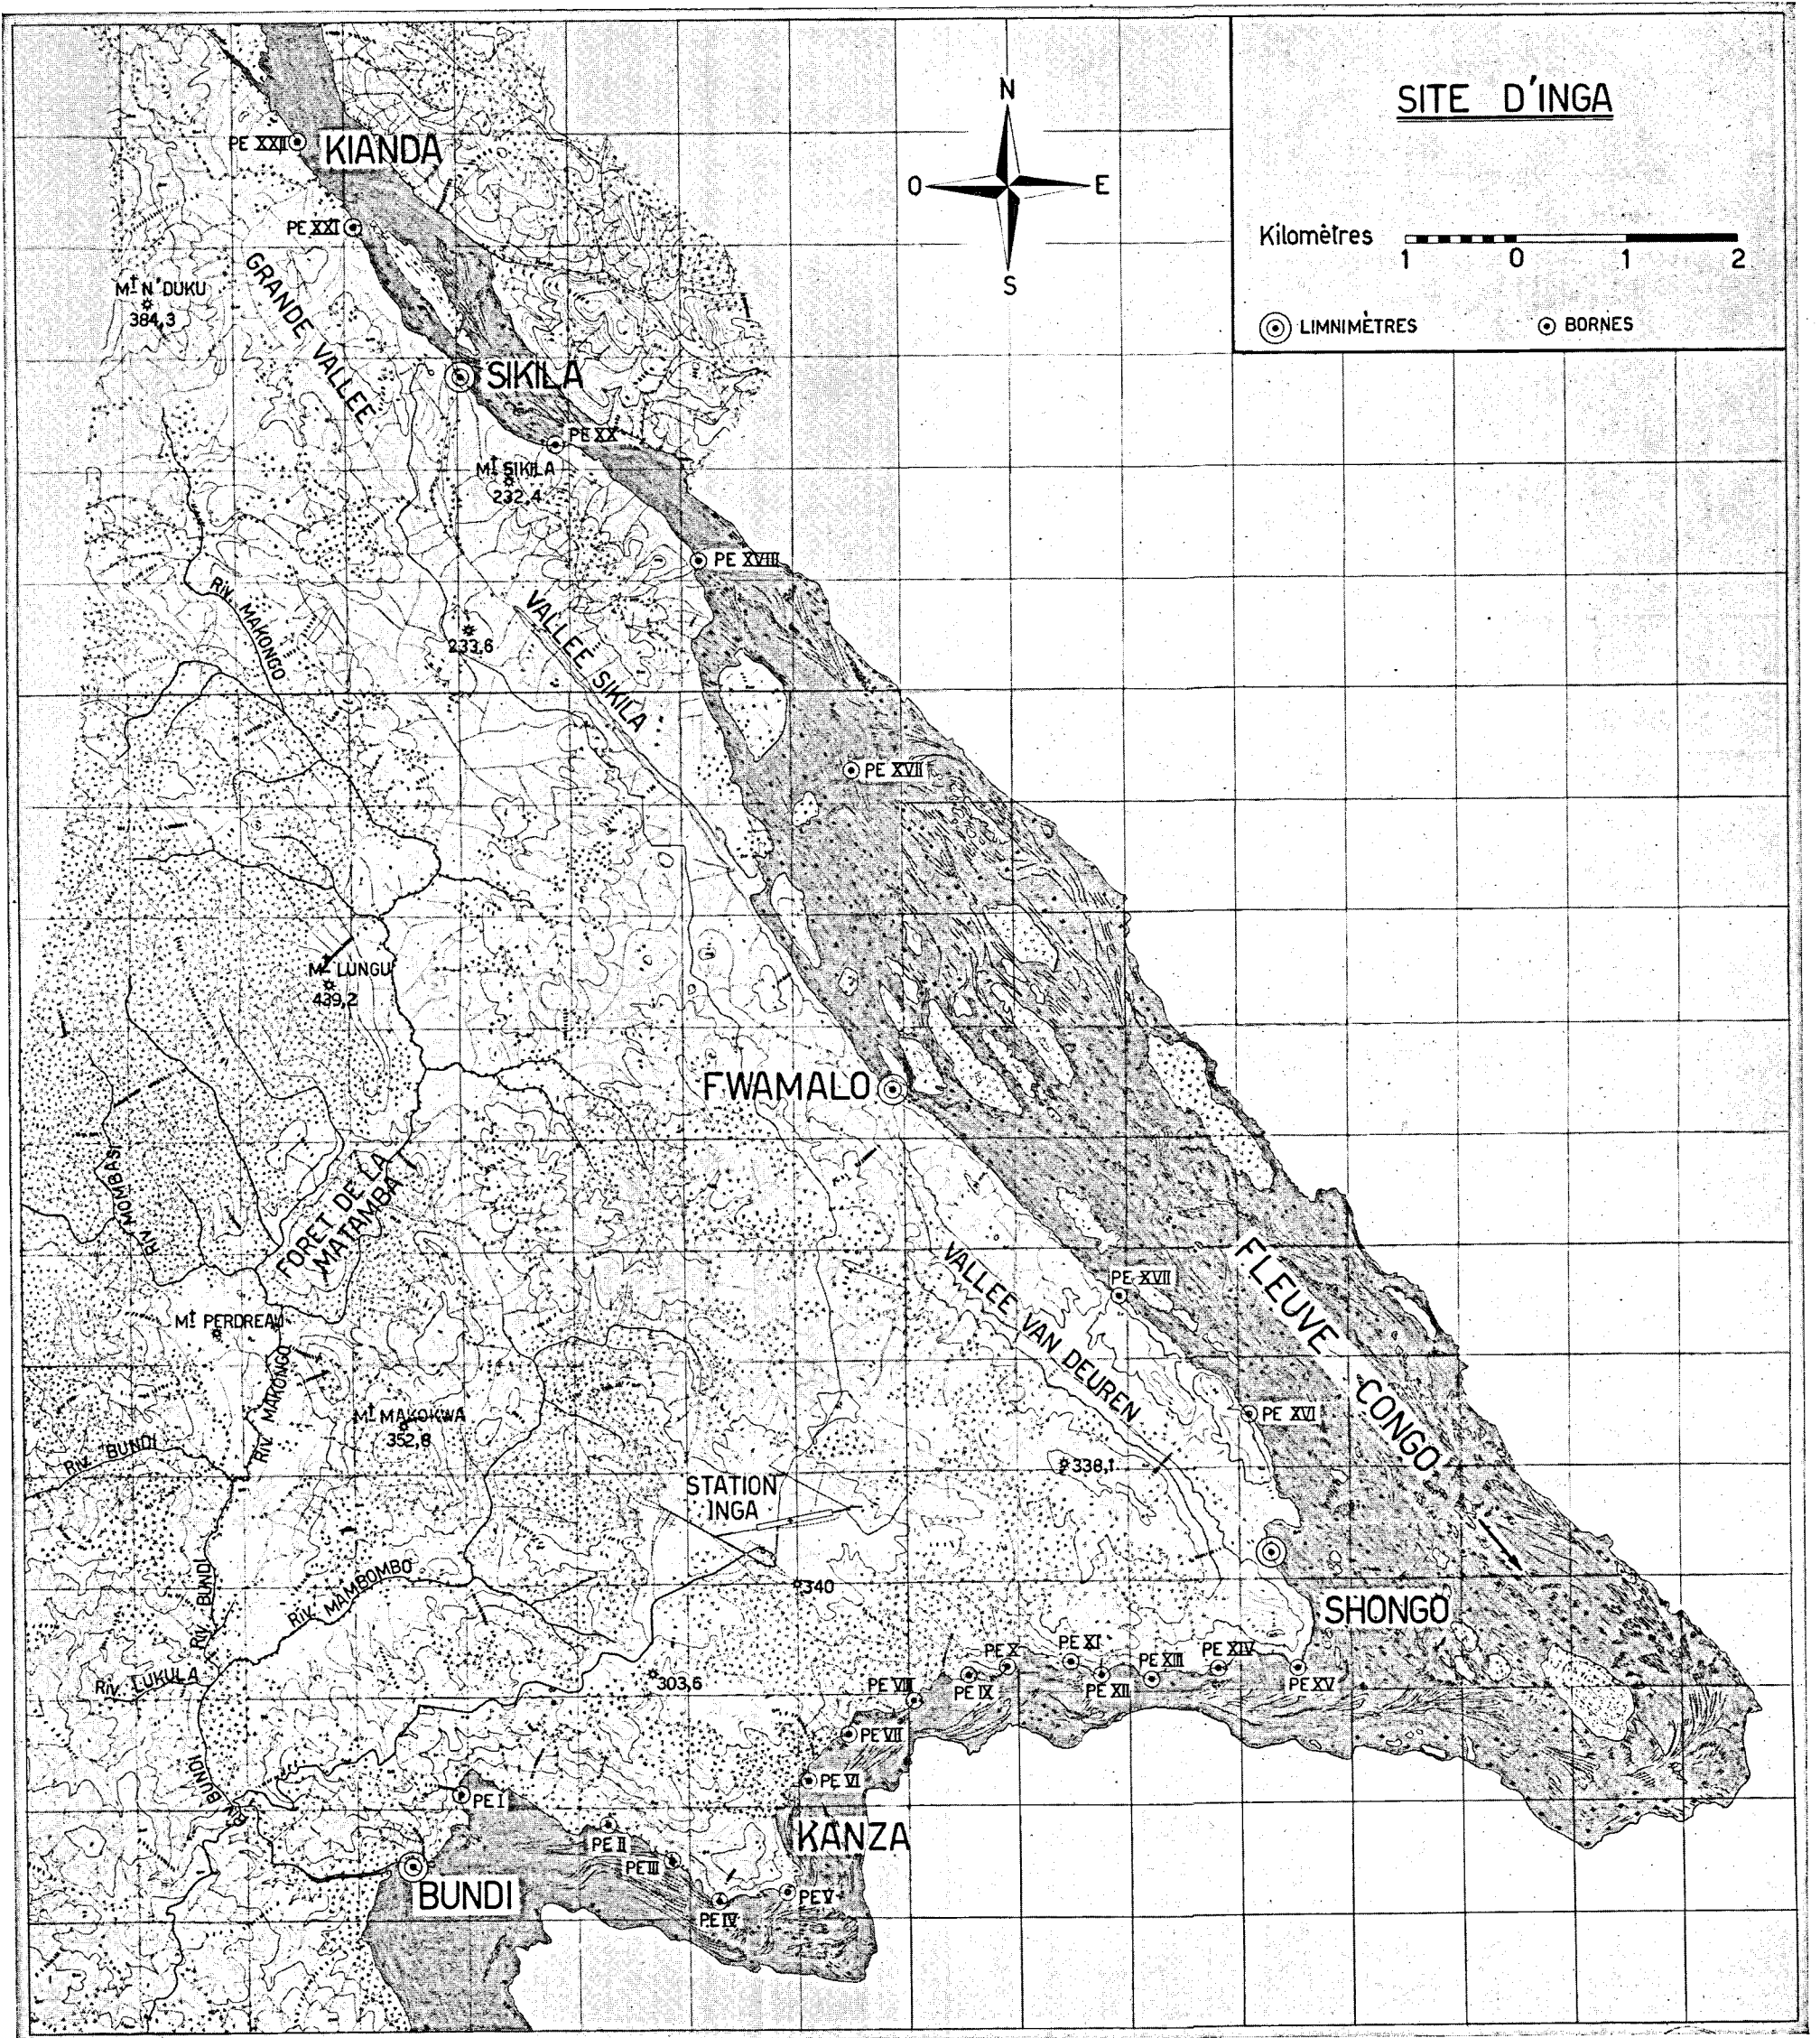 SITE D'INGA
Kilomètres
1 0 1 2
LIMNIMÈTRES
BORNES
N
O
E
S
PE XXII
KIANDA
PE XXI
GRANDE VALLEE
MT N'DUKU
384,3
SIKILA
PE XX
MT SIKILA
232,4
PE XVIII
RIV. MAKONGO
233,6
VALLEE SIKILA
PE XVII
MT LUNGU
439,2
FWAMALO
RIV. MOMBASI
FORET DE LA
MATAMBA
VALLEE VAN DEUREN
PE XVII
FLEUVE CONGO
MT PERDREAU
RIV. MAKONGO
MT MAKOKWA
352,8
PE XVI
RIV. BUNDI
338,1
STATION
INGA
RIV. BUNDI
RIV. MAMBOMBO
340
SHONGO
RIV. LUKULA
303,6
PE VIII
PE IX
PE X
PE XI
PE XII
PE XIII
PE XIV
PE XV
PE VII
PE VI
RIV. BUNDI
PE I
PE II
PE III
KANZA
BUNDI
PE IV
PE V